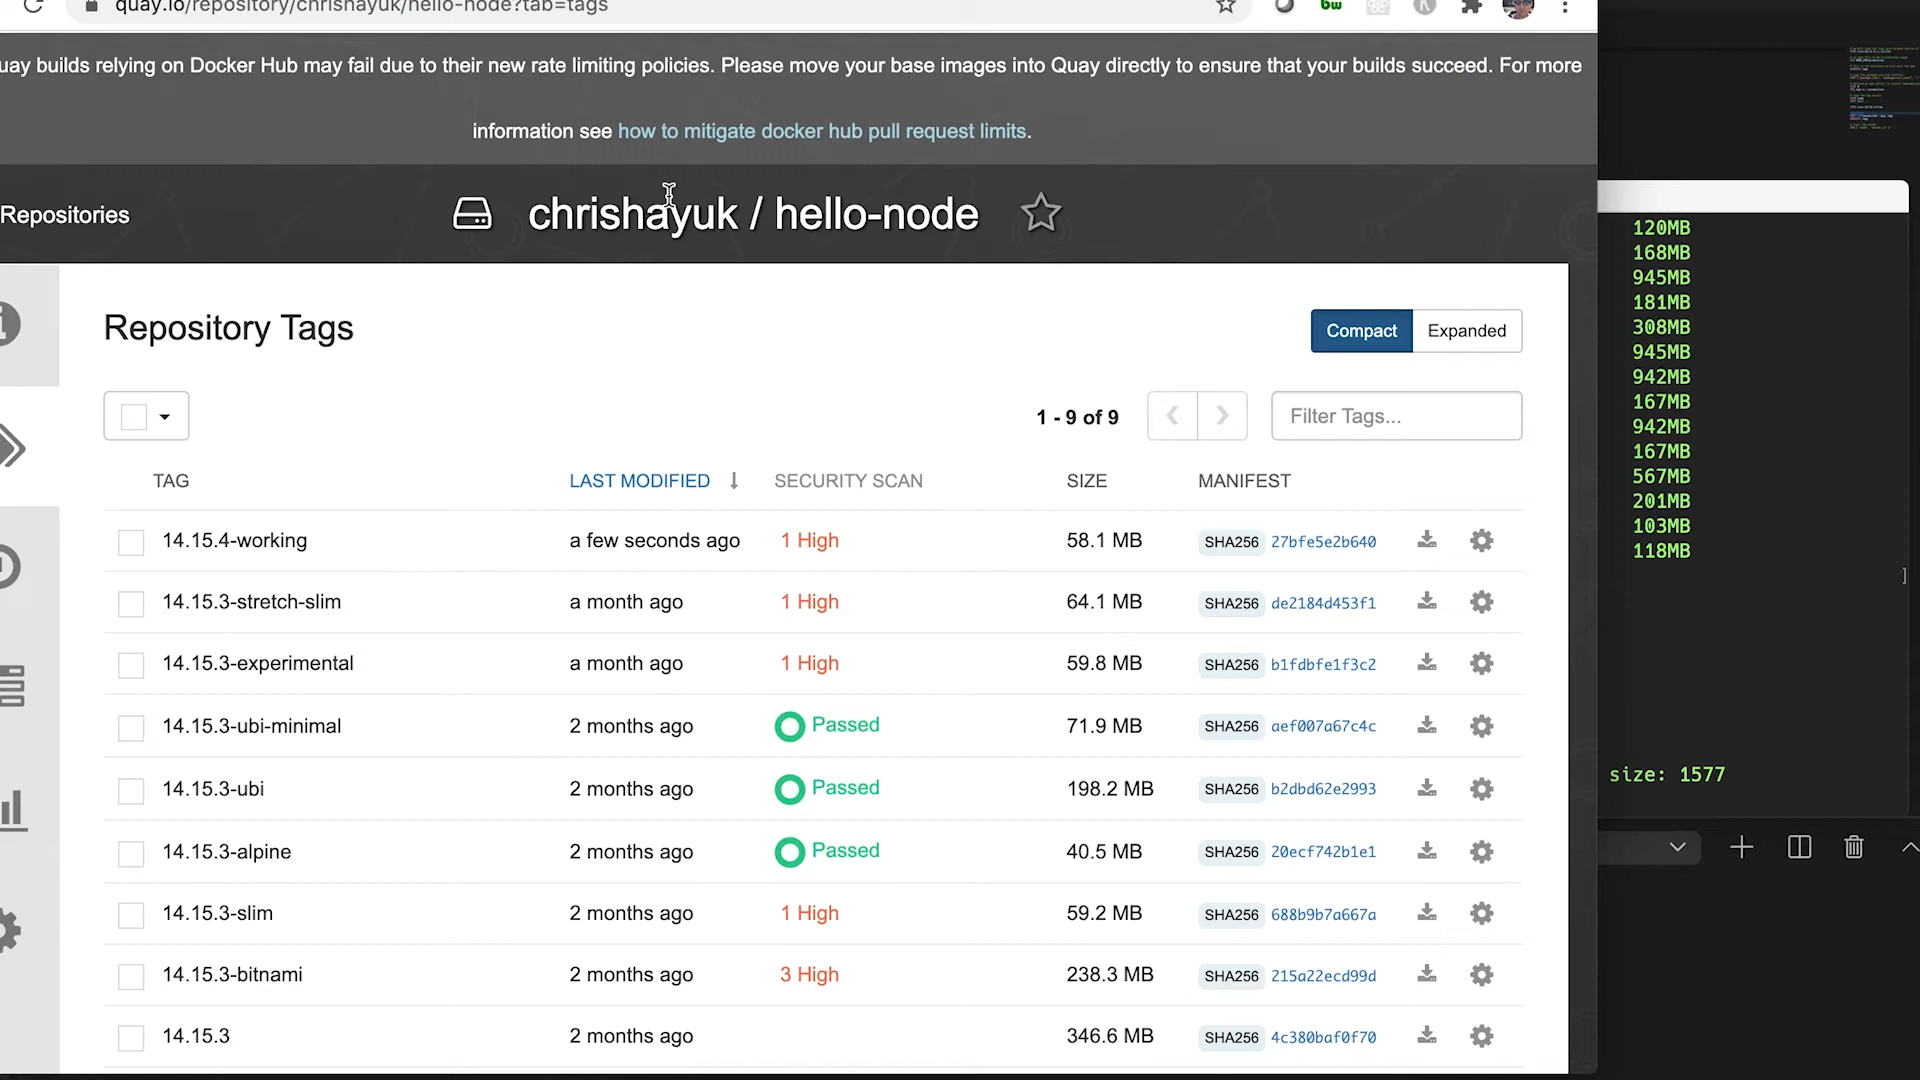 quay.io/repository/chrishayuk/hello-node?tab=tags
uay builds relying on Docker Hub may fail due to their new rate limiting policies. Please move your base images into Quay directly to ensure that your builds succeed. For more
information see how to mitigate docker hub pull request limits.
Repositories
chrishayuk / hello-node
Repository Tags
Compact Expanded
1 - 9 of 9 Filter Tags...
TAG LAST MODIFIED SECURITY SCAN SIZE MANIFEST
14.15.4-working a few seconds ago 1 High 58.1 MB SHA256 27bfe5e2b640
14.15.3-stretch-slim a month ago 1 High 64.1 MB SHA256 de2184d453f1
14.15.3-experimental a month ago 1 High 59.8 MB SHA256 b1fdbfe1f3c2
14.15.3-ubi-minimal 2 months ago Passed 71.9 MB SHA256 aef007a67c4c
14.15.3-ubi 2 months ago Passed 198.2 MB SHA256 b2dbd62e2993
14.15.3-alpine 2 months ago Passed 40.5 MB SHA256 20ecf742b1e1
14.15.3-slim 2 months ago 1 High 59.2 MB SHA256 688b9b7a667a
14.15.3-bitnami 2 months ago 3 High 238.3 MB SHA256 215a22ecd99d
14.15.3 2 months ago 346.6 MB SHA256 4c380baf0f70
120MB
168MB
945MB
181MB
308MB
945MB
942MB
167MB
942MB
167MB
567MB
201MB
103MB
118MB
]
size: 1577